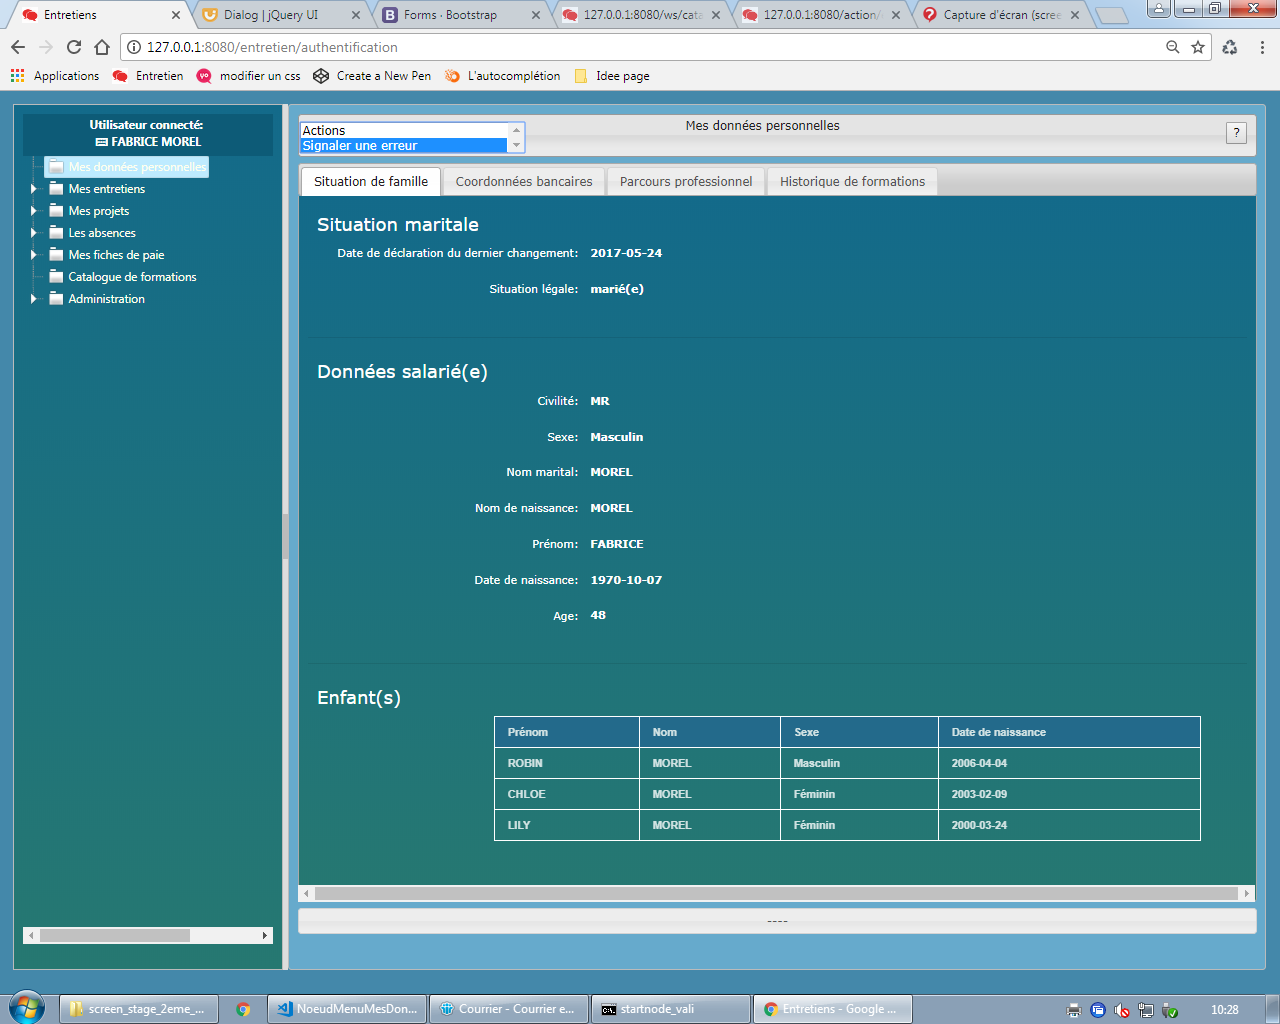 Entretiens
Dialog | jQuery UI
Forms · Bootstrap
127.0.0.1:8080/ws/cata
127.0.0.1:8080/action/
Capture d'écran (scree
127.0.0.1:8080/entretien/authentification
Applications
Entretien
modifier un css
Create a New Pen
L'autocomplétion
Idee page
Utilisateur connecté:
FABRICE MOREL
Mes données personnelles
Mes entretiens
Mes projets
Les absences
Mes fiches de paie
Catalogue de formations
Administration
Actions
Signaler une erreur
Mes données personnelles
?
Situation de famille
Coordonnées bancaires
Parcours professionnel
Historique de formations
Situation maritale
Date de déclaration du dernier changement: 2017-05-24
Situation légale: marié(e)
Données salarié(e)
Civilité: MR
Sexe: Masculin
Nom marital: MOREL
Nom de naissance: MOREL
Prénom: FABRICE
Date de naissance: 1970-10-07
Age: 48
Enfant(s)
Prénom Nom Sexe Date de naissance
ROBIN MOREL Masculin 2006-04-04
CHLOE MOREL Féminin 2003-02-09
LILY MOREL Féminin 2000-03-24
----
screen_stage_2eme_...
NoeudMenuMesDon...
Courrier - Courrier e...
startnode_vali
Entretiens - Google ...
10:28